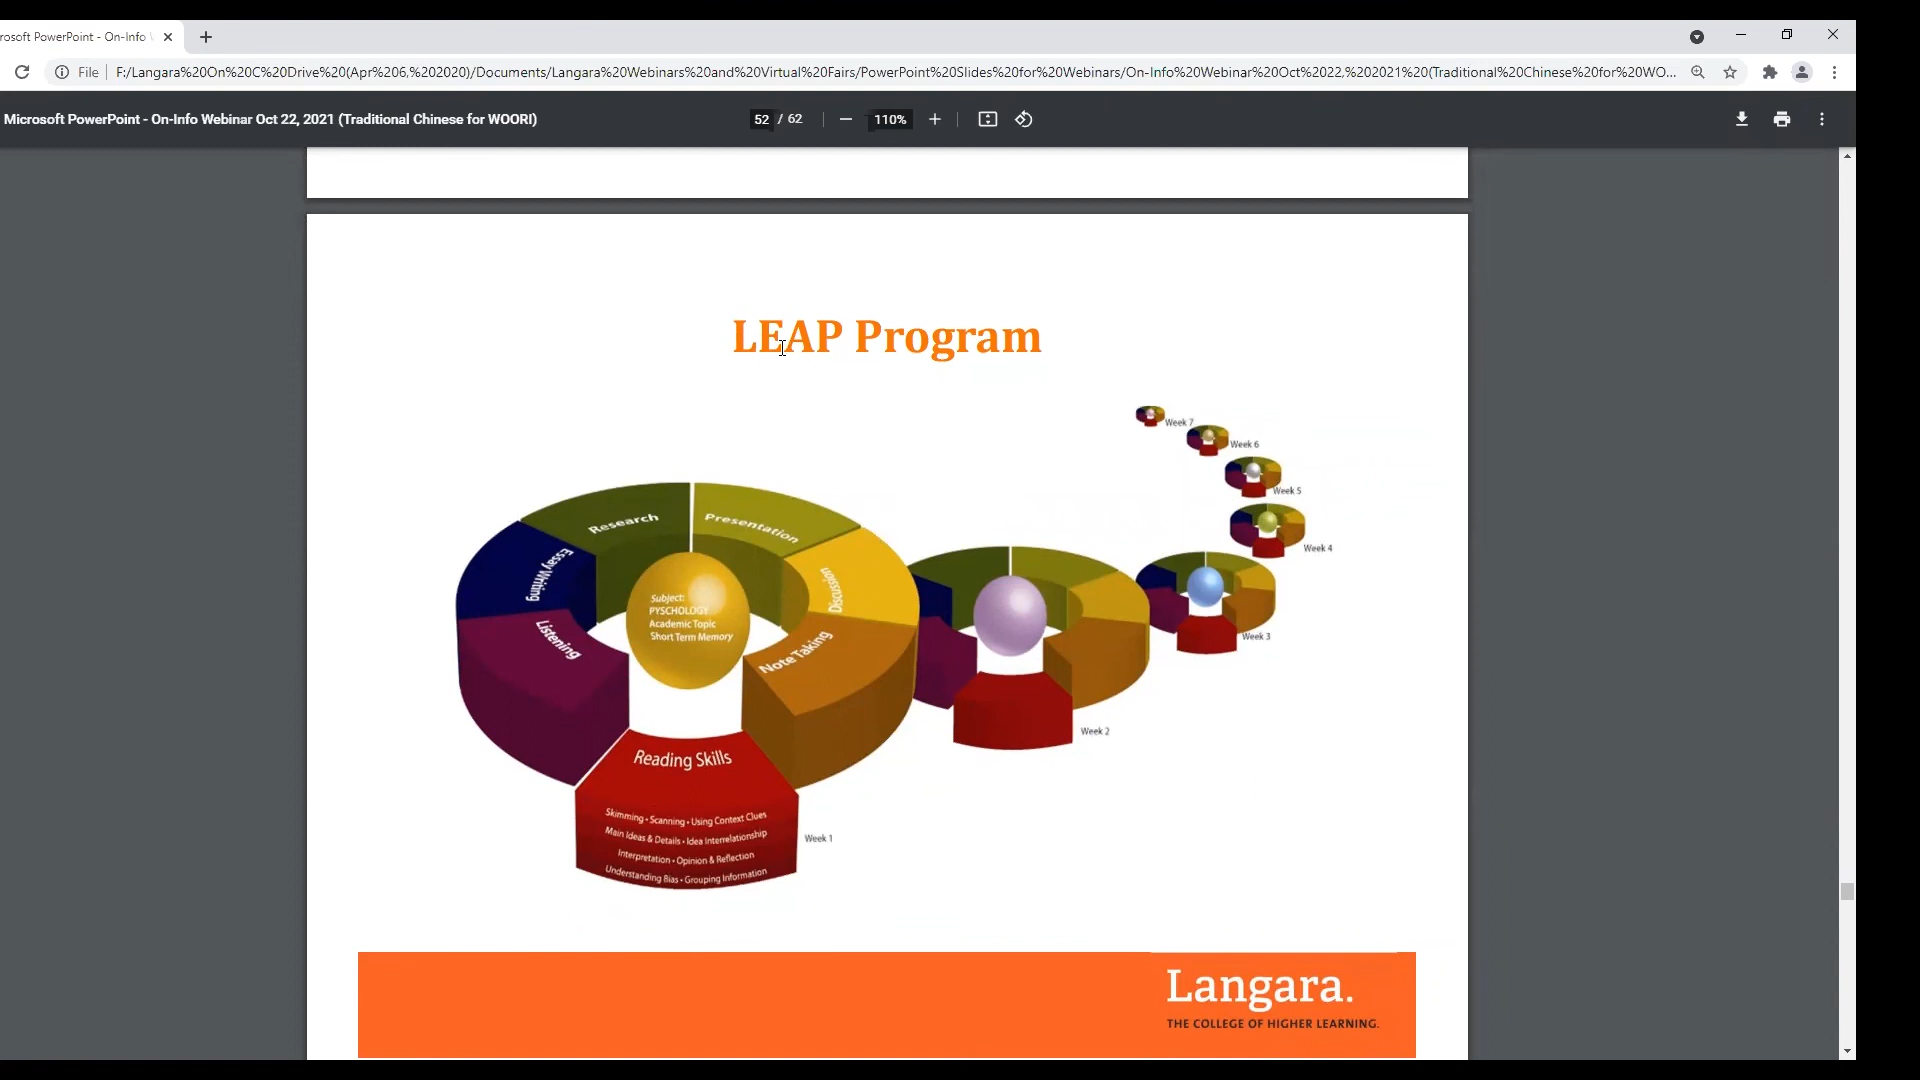 rosoft PowerPoint - On-Info
File
F:/Langara%20On%20C%20Drive%20(Apr%206,%202020)/Documents/Langara%20Webinars%20and%20Virtual%20Fairs/PowerPoint%20Slides%20for%20Webinars/On-Info%20Webinar%20Oct%2022,%202021%20(Traditional%20Chinese%20for%20WO...
Microsoft PowerPoint - On-Info Webinar Oct 22, 2021 (Traditional Chinese for WOORI)
52 / 62
110%
LEAP Program
Week 7
Week 6
Week 5
Week 4
Week 3
Week 2
Research
Presentation
Essay Writing
Discussion
Listening
Note Taking
Subject:
PYSCHOLOGY
Academic Topic
Short Term Memory
Reading Skills
Skimming • Scanning • Using Context Clues
Main Ideas & Details • Idea Interrelationship
Interpretation • Opinion & Reflection
Understanding Bias • Grouping Information
Week 1
Langara.
THE COLLEGE OF HIGHER LEARNING.